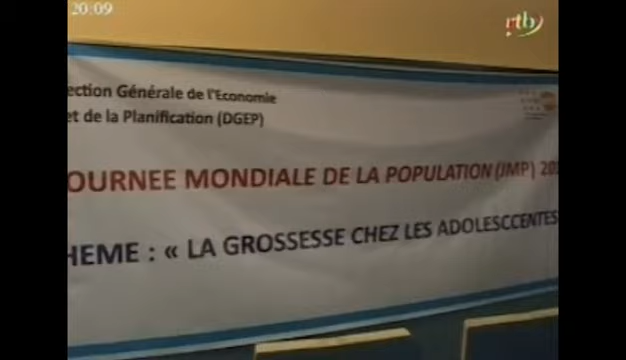 20:09
rtb
ection Générale de l'Economie
et de la Planification (DGEP)
OURNEE MONDIALE DE LA POPULATION (JMP) 20
HEME : « LA GROSSESSE CHEZ LES ADOLESCCENTES